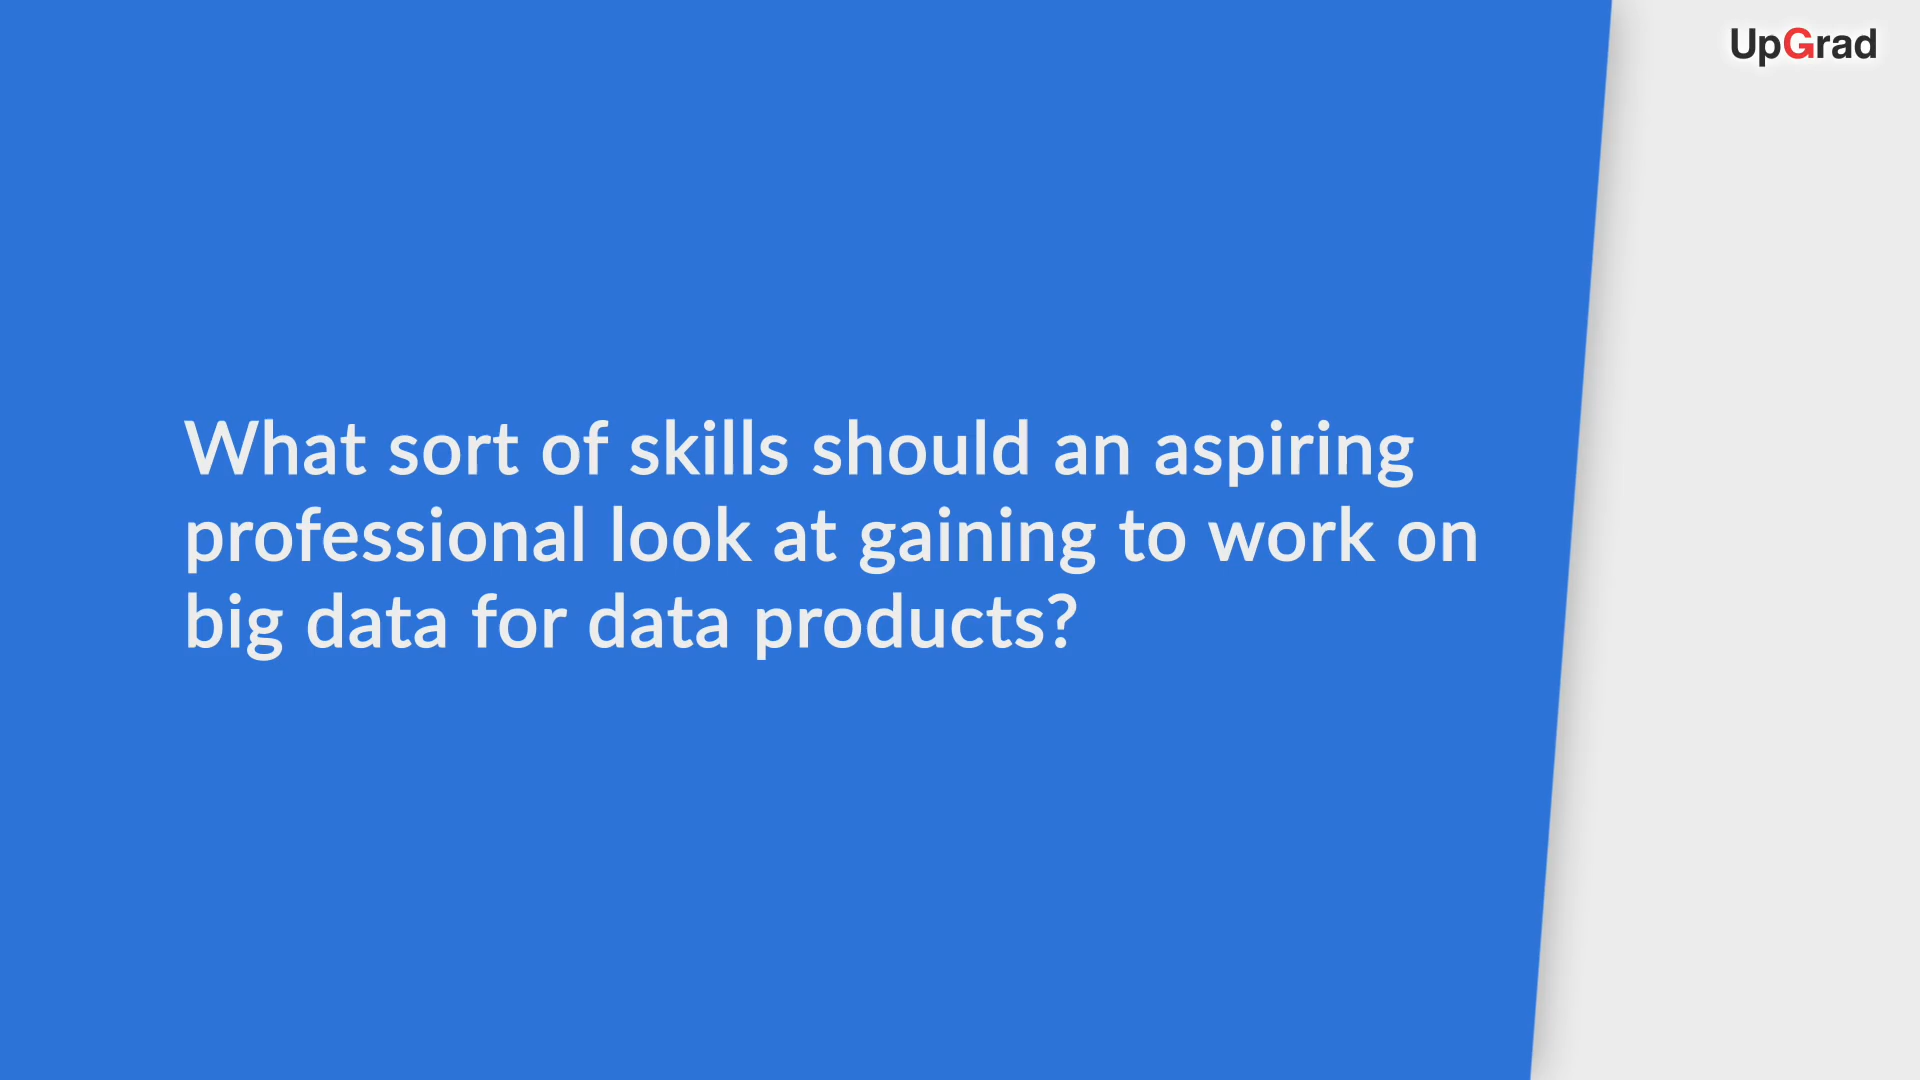 UpGrad
What sort of skills should an aspiring
professional look at gaining to work on
big data for data products?